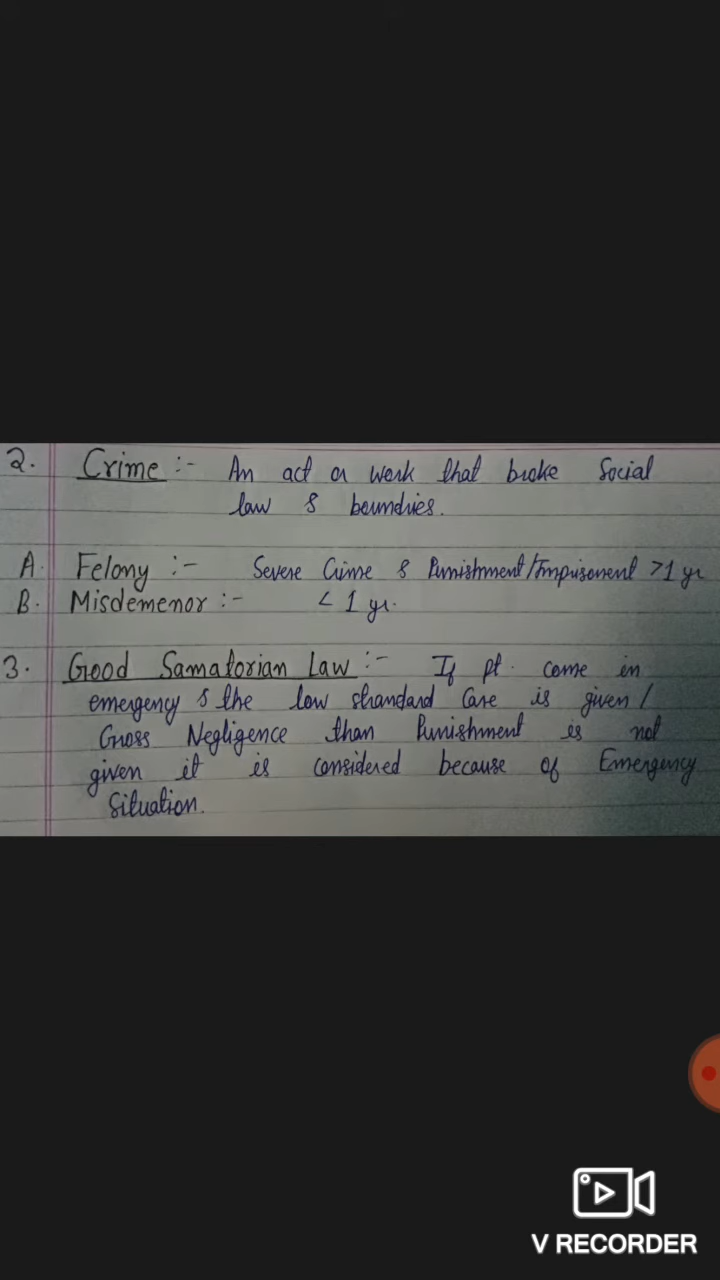 2. Crime :- An act or work that broke Social
law & boundries.
A. Felony :- Severe Crime & Punishment/Imprisonent >1 yr
B. Misdemenor :- < 1 yr.
3. Good Samatorian Law :- If pt. come in
emergency & the low strandard Care is given /
Gross Negligence than Punishment is not
given it is considered because of Emergency
Situation.
V RECORDER